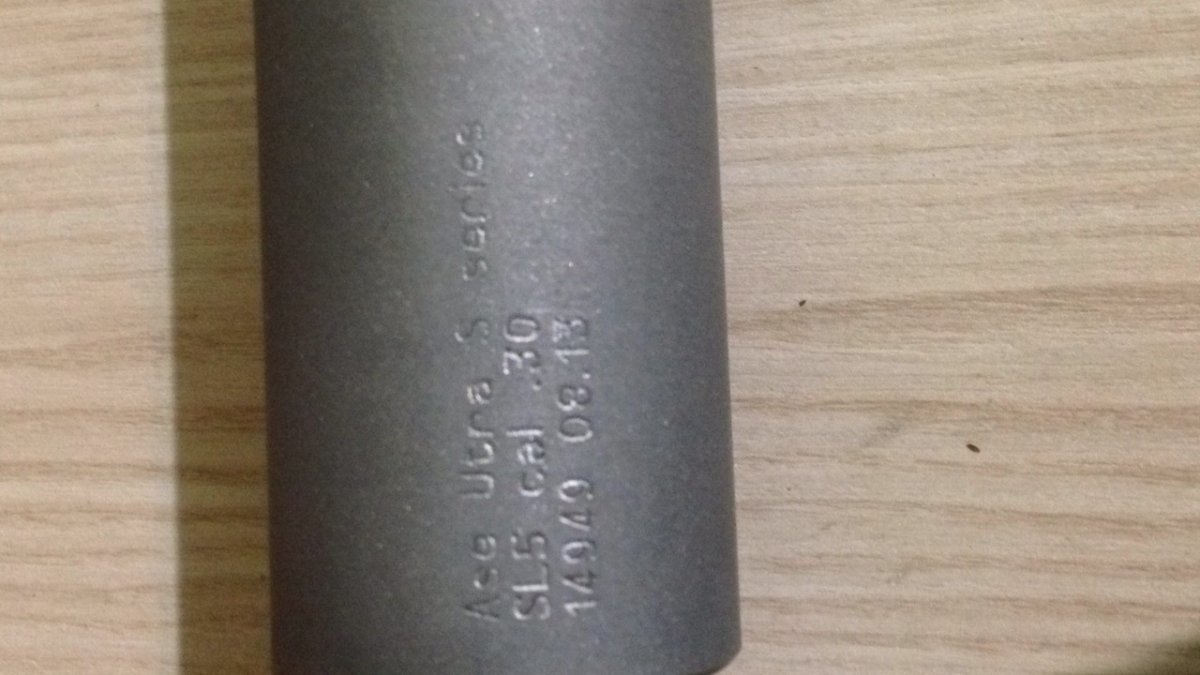 Ase Utra S series
SL5 cal .30
14949 08.13